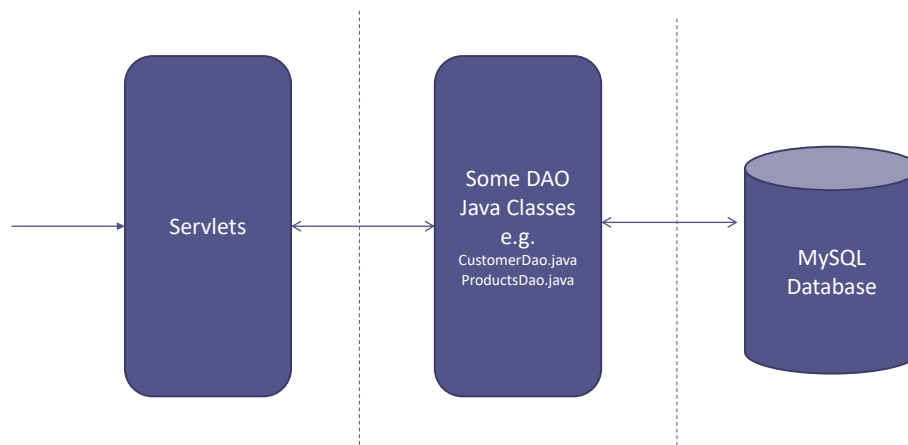 Servlets
Some DAO
Java Classes
e.g.
CustomerDao.java
ProductsDao.java
MySQL
Database